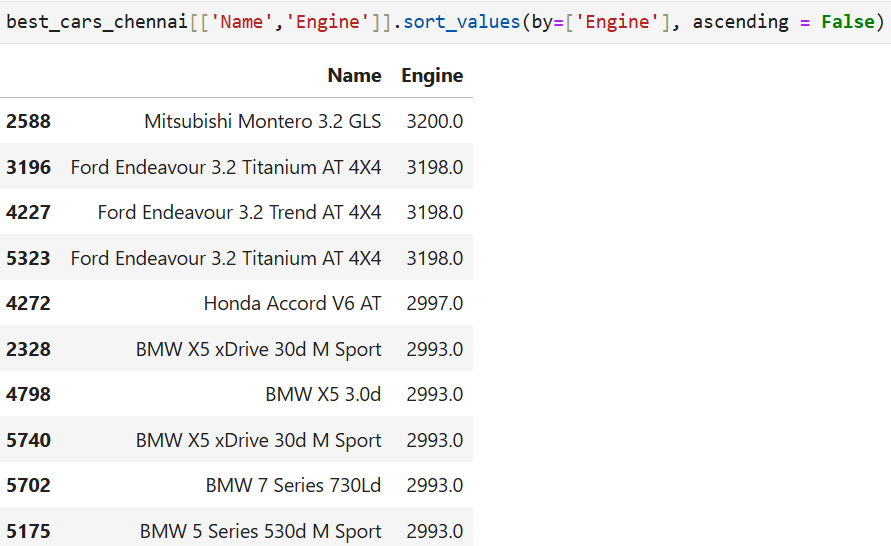 best_cars_chennai[['Name','Engine']].sort_values(by=['Engine'], ascending = False)
Name Engine
2588 Mitsubishi Montero 3.2 GLS 3200.0
3196 Ford Endeavour 3.2 Titanium AT 4X4 3198.0
4227 Ford Endeavour 3.2 Trend AT 4X4 3198.0
5323 Ford Endeavour 3.2 Titanium AT 4X4 3198.0
4272 Honda Accord V6 AT 2997.0
2328 BMW X5 xDrive 30d M Sport 2993.0
4798 BMW X5 3.0d 2993.0
5740 BMW X5 xDrive 30d M Sport 2993.0
5702 BMW 7 Series 730Ld 2993.0
5175 BMW 5 Series 530d M Sport 2993.0